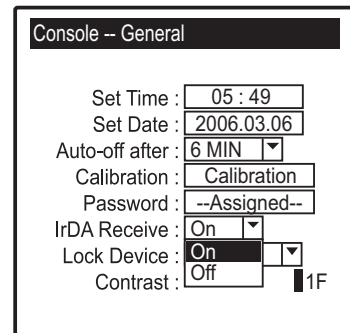 Console -- General
Set Time : 05 : 49
Set Date : 2006.03.06
Auto-off after : 6 MIN
Calibration : Calibration
Password : --Assigned--
IrDA Receive : On
Lock Device : On
Off
Contrast : 1F